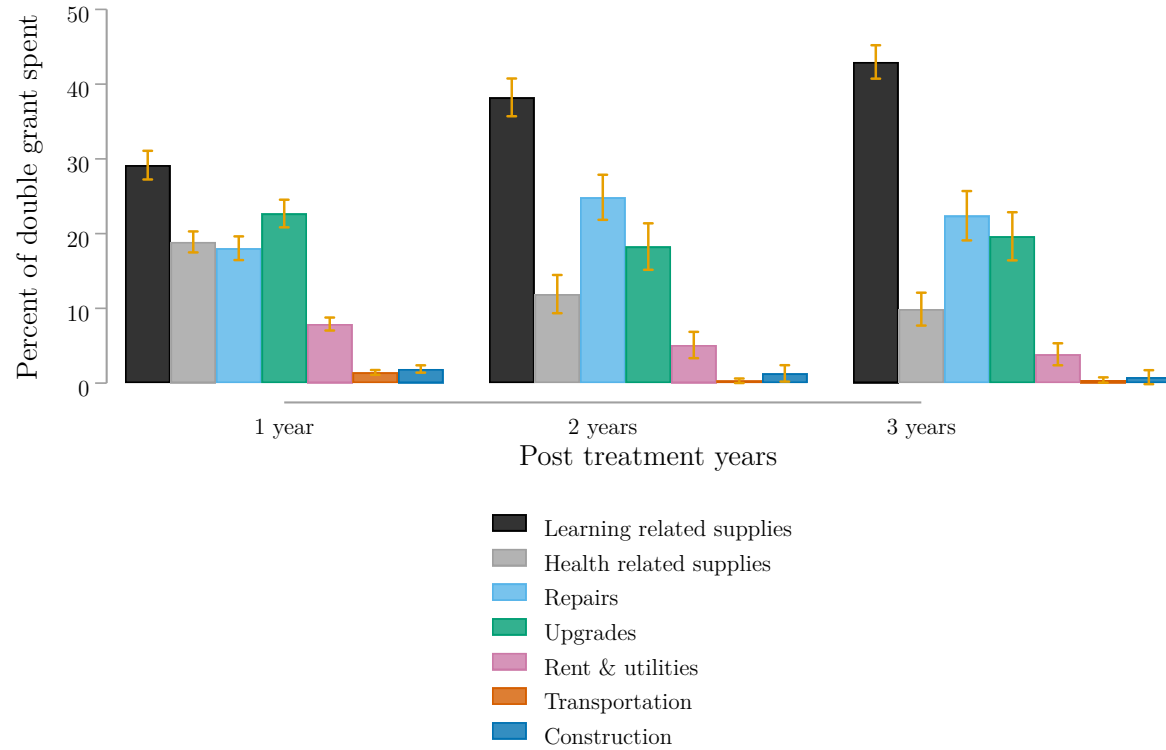 Percent of double grant spent
50
40
30
20
10
0
1 year
2 years
3 years
Post treatment years
Learning related supplies
Health related supplies
Repairs
Upgrades
Rent & utilities
Transportation
Construction